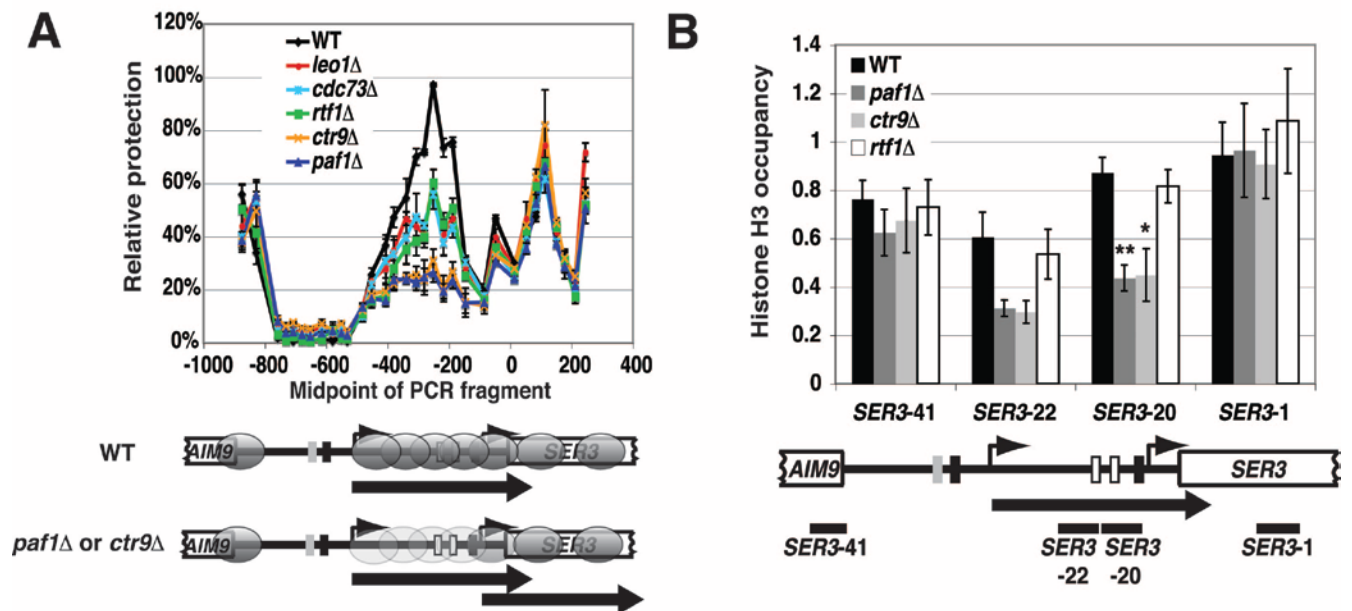 A
Relative protection
120%
100%
80%
60%
40%
20%
0%
WT
leo1Δ
cdc73Δ
rtf1Δ
ctr9Δ
paf1Δ
-1000 -800 -600 -400 -200 0 200 400
Midpoint of PCR fragment
WT
AIM9
SER3
paf1Δ or ctr9Δ
AIM9
SER3
B
Histone H3 occupancy
1.4
1.2
1
0.8
0.6
0.4
0.2
0
WT
paf1Δ
ctr9Δ
rtf1Δ
** *
SER3-41 SER3-22 SER3-20 SER3-1
AIM9
SER3
SER3-41
SER3
-22
SER3
-20
SER3-1